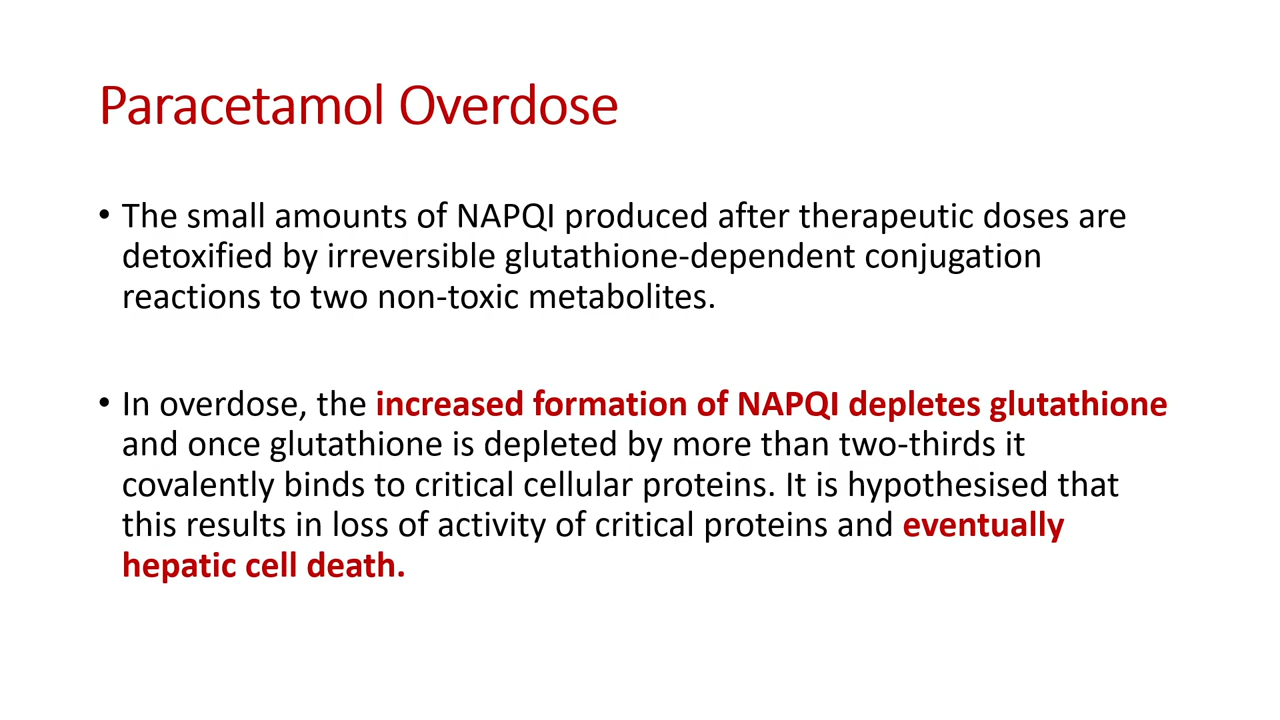 Paracetamol Overdose
• The small amounts of NAPQI produced after therapeutic doses are
detoxified by irreversible glutathione-dependent conjugation
reactions to two non-toxic metabolites.
• In overdose, the increased formation of NAPQI depletes glutathione
and once glutathione is depleted by more than two-thirds it
covalently binds to critical cellular proteins. It is hypothesised that
this results in loss of activity of critical proteins and eventually
hepatic cell death.